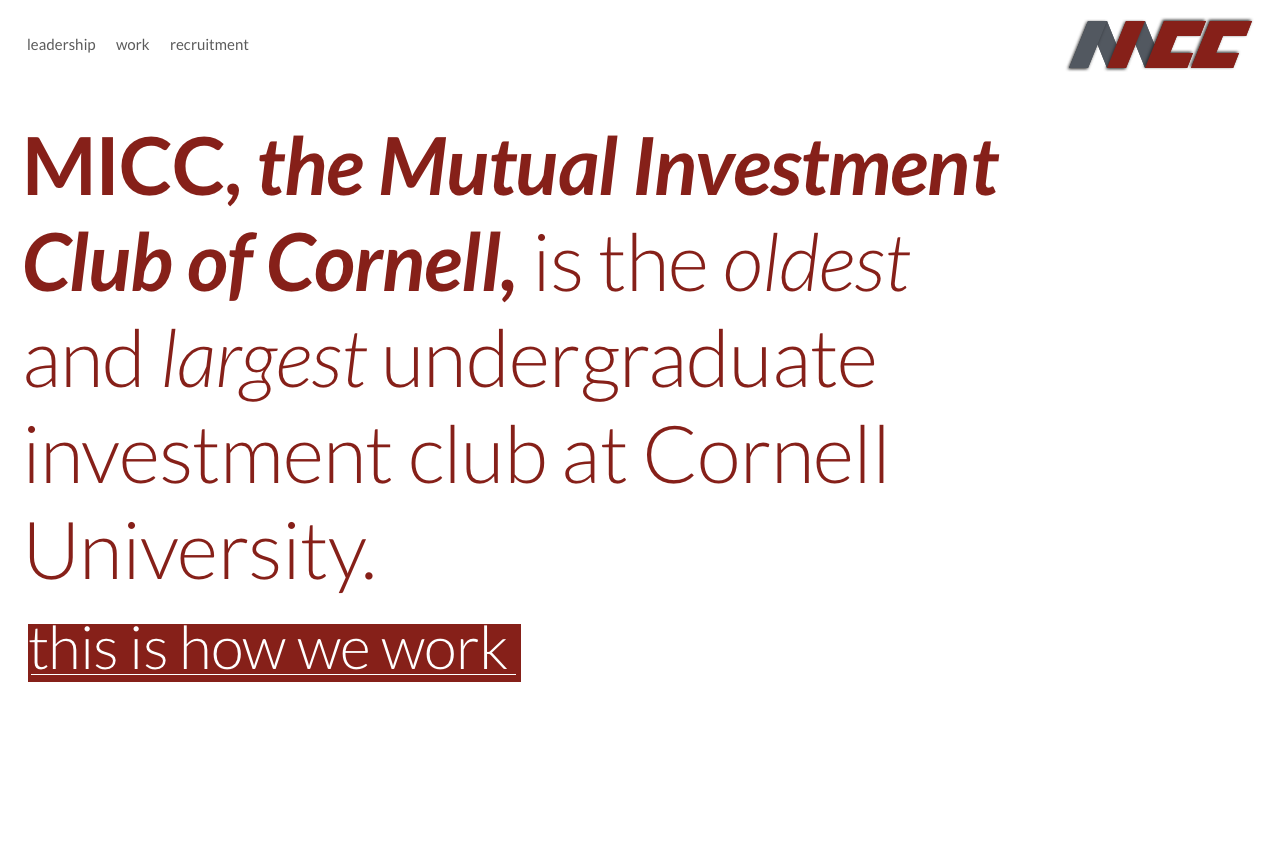 leadership work recruitment
MICC
MICC, the Mutual Investment
Club of Cornell, is the oldest
and largest undergraduate
investment club at Cornell
University.
this is how we work